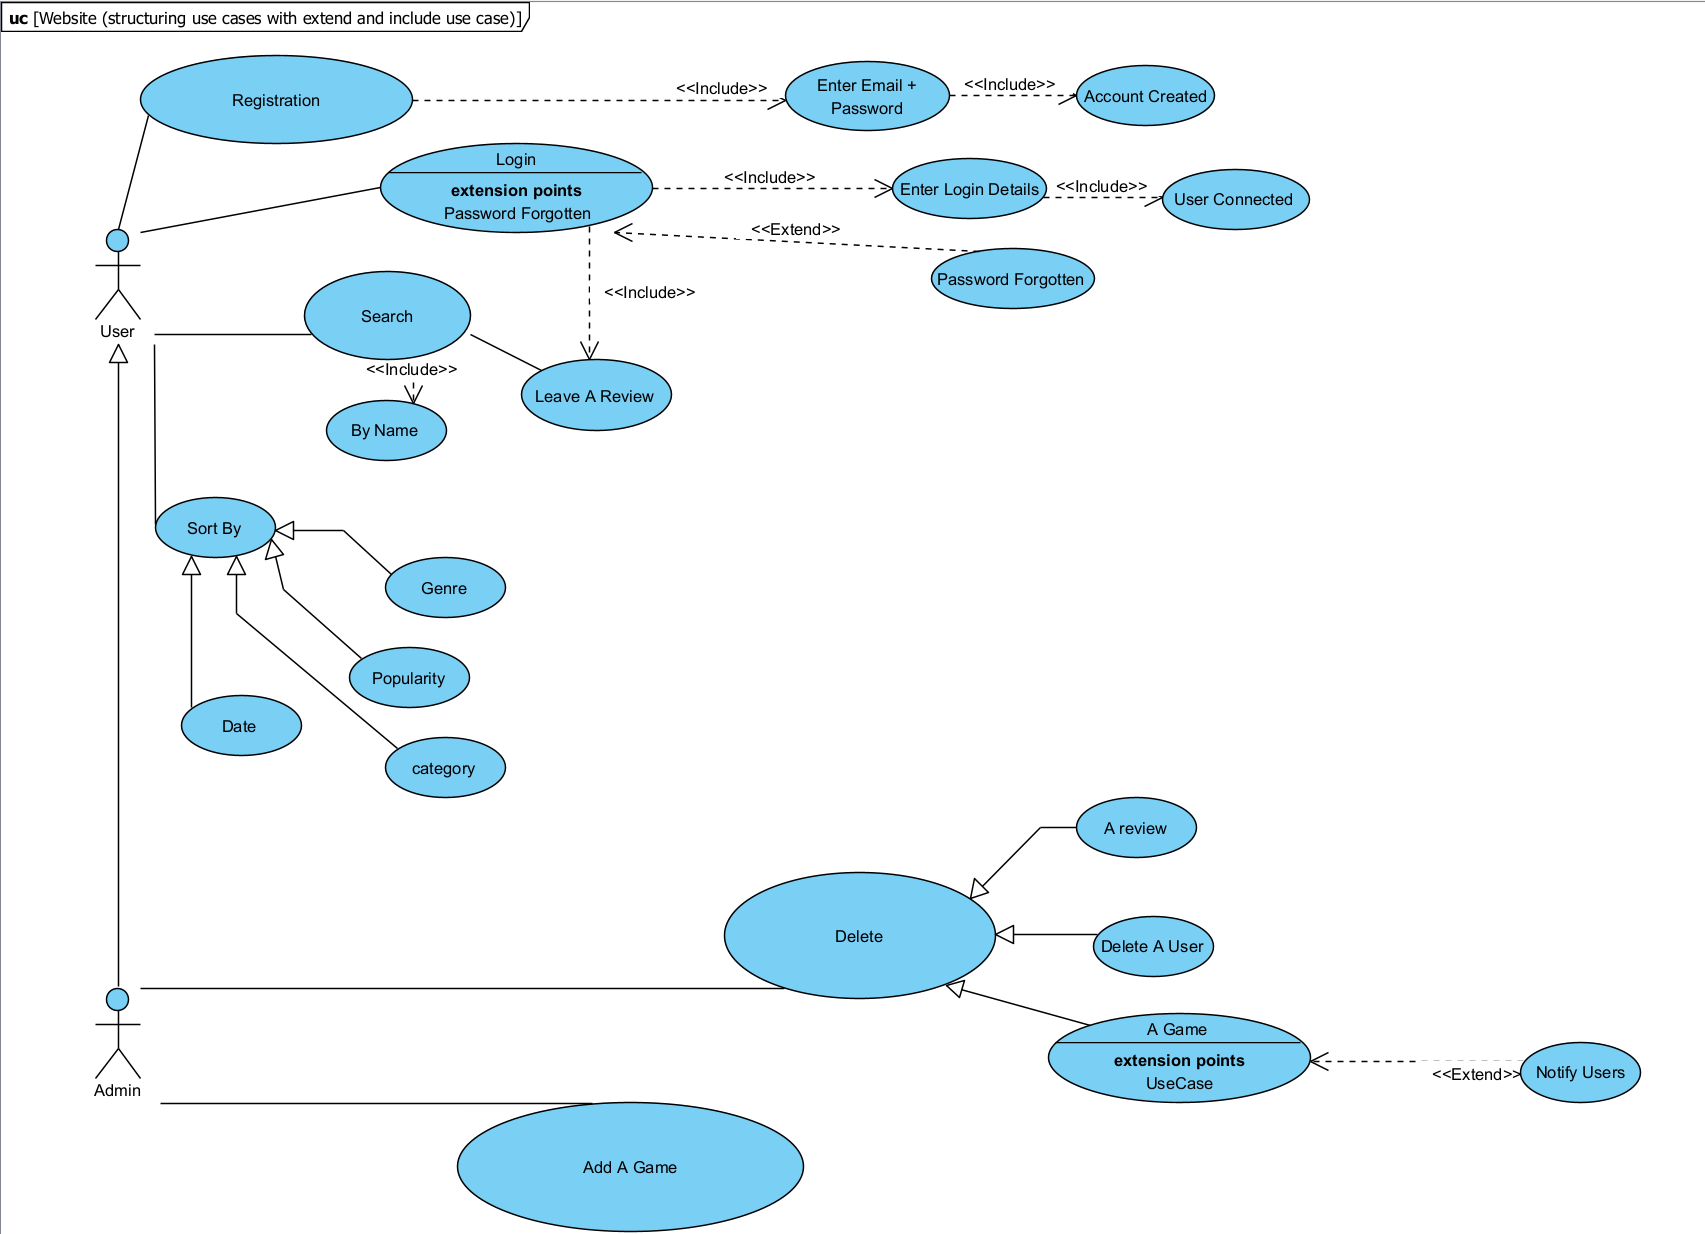 uc [Website (structuring use cases with extend and include use case)]
Registration
<<Include>>
Enter Email +
Password
<<Include>>
Account Created
Login
extension points
Password Forgotten
<<Include>>
Enter Login Details
<<Include>>
User Connected
<<Extend>>
Password Forgotten
<<Include>>
User
Search
<<Include>>
By Name
Leave A Review
Sort By
Genre
Popularity
Date
category
A review
Delete
Delete A User
A Game
extension points
UseCase
<<Extend>>
Notify Users
Admin
Add A Game